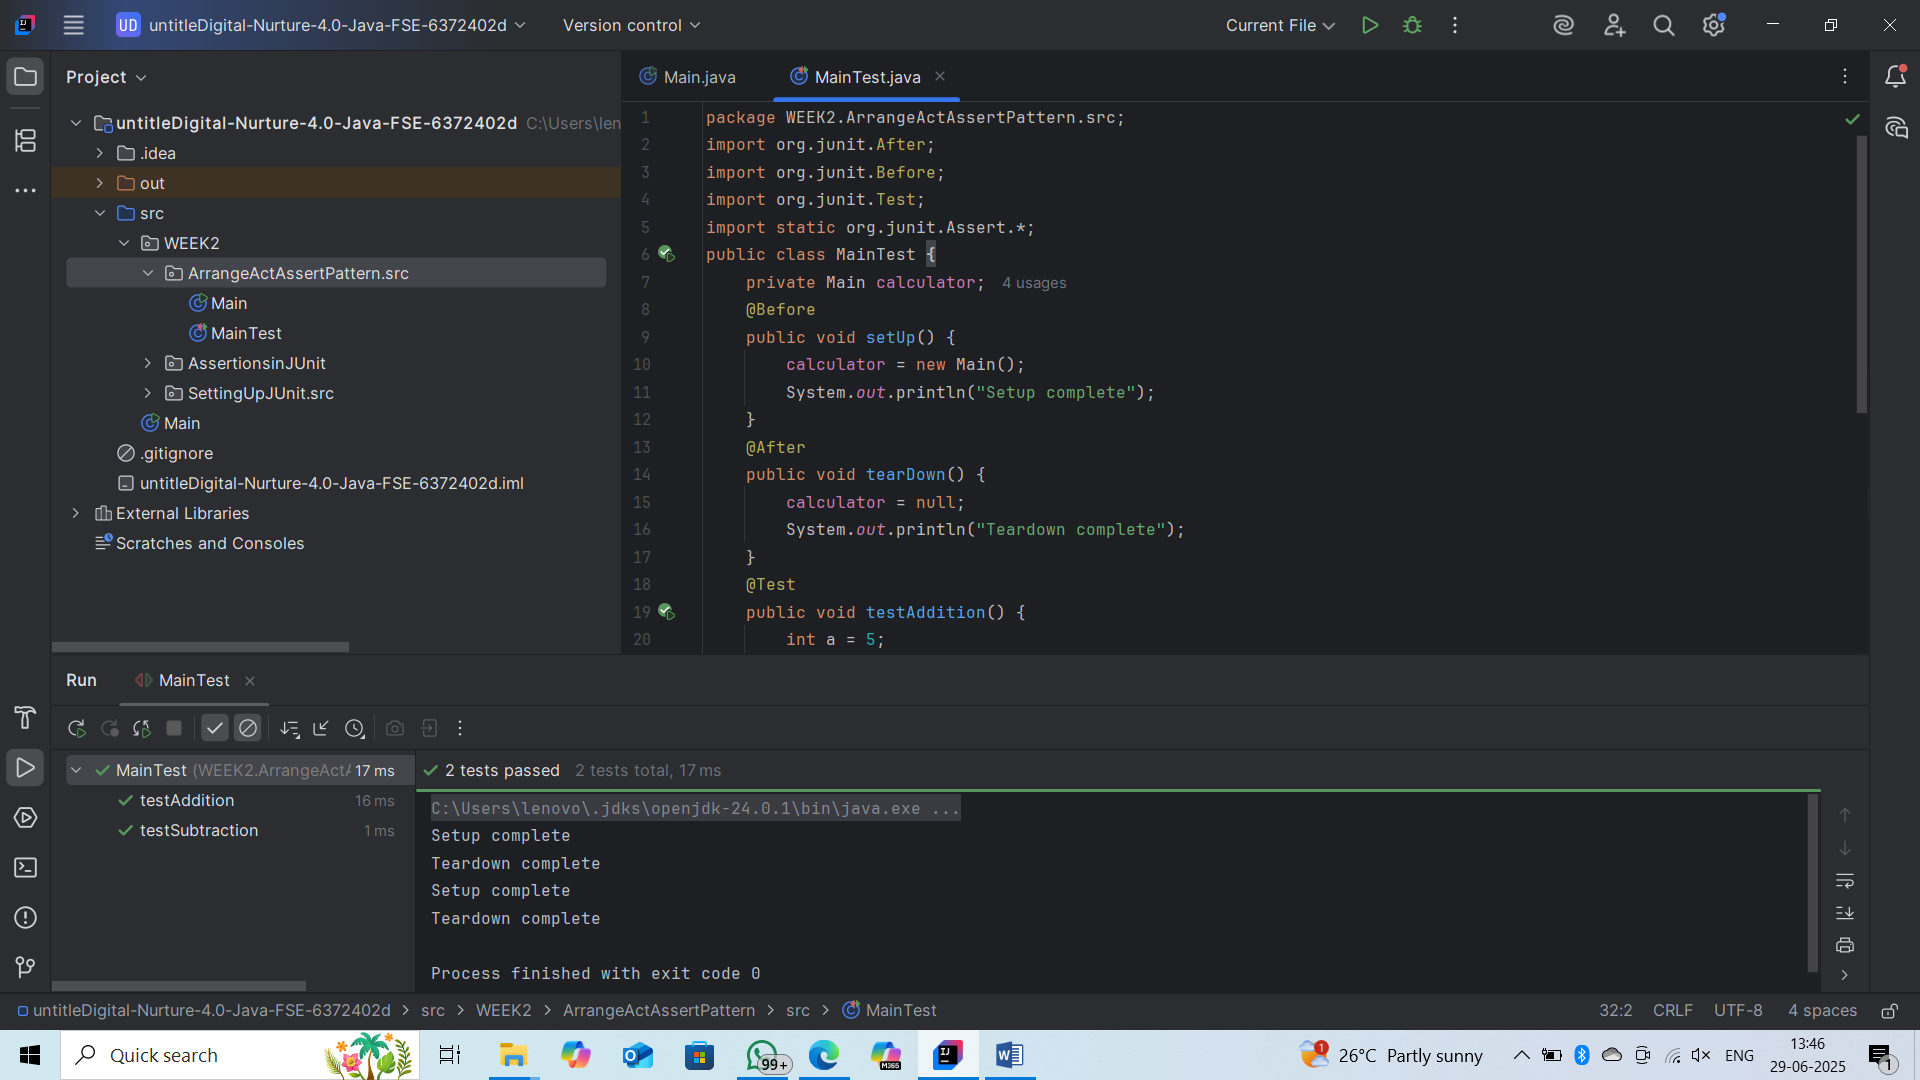 UD untitleDigital-Nurture-4.0-Java-FSE-6372402d Version control Current File
Project
untitleDigital-Nurture-4.0-Java-FSE-6372402d C:\Users\len
.idea
out
src
WEEK2
ArrangeActAssertPattern.src
Main
MainTest
AssertionsinJUnit
SettingUpJUnit.src
Main
.gitignore
untitleDigital-Nurture-4.0-Java-FSE-6372402d.iml
External Libraries
Scratches and Consoles
Main.java MainTest.java
1 package WEEK2.ArrangeActAssertPattern.src;
2 import org.junit.After;
3 import org.junit.Before;
4 import org.junit.Test;
5 import static org.junit.Assert.*;
6 public class MainTest {
7 private Main calculator; 4 usages
8 @Before
9 public void setUp() {
10 calculator = new Main();
11 System.out.println("Setup complete");
12 }
13 @After
14 public void tearDown() {
15 calculator = null;
16 System.out.println("Teardown complete");
17 }
18 @Test
19 public void testAddition() {
20 int a = 5;
Run MainTest
MainTest (WEEK2.ArrangeActA 17 ms
testAddition 16 ms
testSubtraction 1 ms
2 tests passed 2 tests total, 17 ms
C:\Users\lenovo\.jdks\openjdk-24.0.1\bin\java.exe ...
Setup complete
Teardown complete
Setup complete
Teardown complete
Process finished with exit code 0
untitleDigital-Nurture-4.0-Java-FSE-6372402d > src > WEEK2 > ArrangeActAssertPattern > src > MainTest 32:2 CRLF UTF-8 4 spaces
Quick search 99+ M365 IJ W 1 26°C Partly sunny ENG 13:46
29-06-2025 1